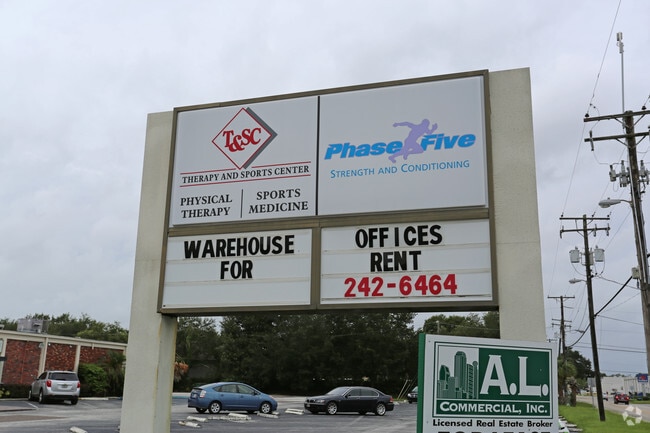 T&SC
THERAPY AND SPORTS CENTER
PHYSICAL THERAPY
SPORTS MEDICINE
Phase Five
STRENGTH AND CONDITIONING
WAREHOUSE
FOR
OFFICES
RENT
242-6464
A.L.
COMMERCIAL, INC.
Licensed Real Estate Broker